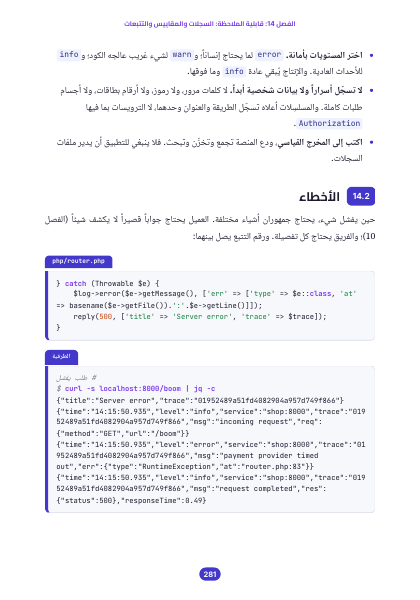 الفصل 14: قابلية الملاحظة: السجلات والمقاييس والتتبعات
• اختر المستويات بأمانة. error لما يحتاج إنساناً؛ و warn لشيء غريب عالجه الكود؛ و info
للأحداث العادية. والإنتاج يُبقي عادة info وما فوقها.
• لا تسجّل أسراراً ولا بيانات شخصية أبداً. لا كلمات مرور، ولا رموز، ولا أرقام بطاقات، ولا أجسام
طلبات كاملة. والمسلسِلات أعلاه تسجّل الطريقة والعنوان وحدهما، لا الترويسات بما فيها
Authorization .
• اكتب إلى المخرج القياسي، ودع المنصة تجمع وتخزّن وتبحث. فلا ينبغي للتطبيق أن يدير ملفات
السجلات.
14.2 الأخطاء
حين يفشل شيء، يحتاج جمهوران أشياء مختلفة. العميل يحتاج جواباً قصيراً لا يكشف شيئاً (الفصل
10)؛ والفريق يحتاج كل تفصيلة. ورقم التتبع يصل بينهما:
php/router.php
} catch (Throwable $e) {
$log->error($e->getMessage(), ['err' => ['type' => $e::class, 'at'
=> basename($e->getFile()).':'.$e->getLine()]]);
reply(500, ['title' => 'Server error', 'trace' => $trace]);
}
الطرفية
# طلب يفشل
$ curl -s localhost:8000/boom | jq -c
{"title":"Server error","trace":"01952489a51fd4082904a957d749f866"}
{"time":"14:15:50.935","level":"info","service":"shop:8000","trace":"019
52489a51fd4082904a957d749f866","msg":"incoming request","req":
{"method":"GET","url":"/boom"}}
{"time":"14:15:50.935","level":"error","service":"shop:8000","trace":"01
952489a51fd4082904a957d749f866","msg":"payment provider timed
out","err":{"type":"RuntimeException","at":"router.php:83"}}
{"time":"14:15:50.935","level":"info","service":"shop:8000","trace":"019
52489a51fd4082904a957d749f866","msg":"request completed","res":
{"status":500},"responseTime":0.49}
281